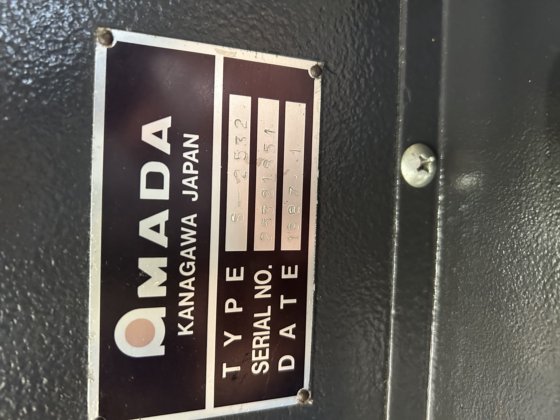 AMADA
KANAGAWA JAPAN
TYPE S-2532
SERIAL NO.
DATE